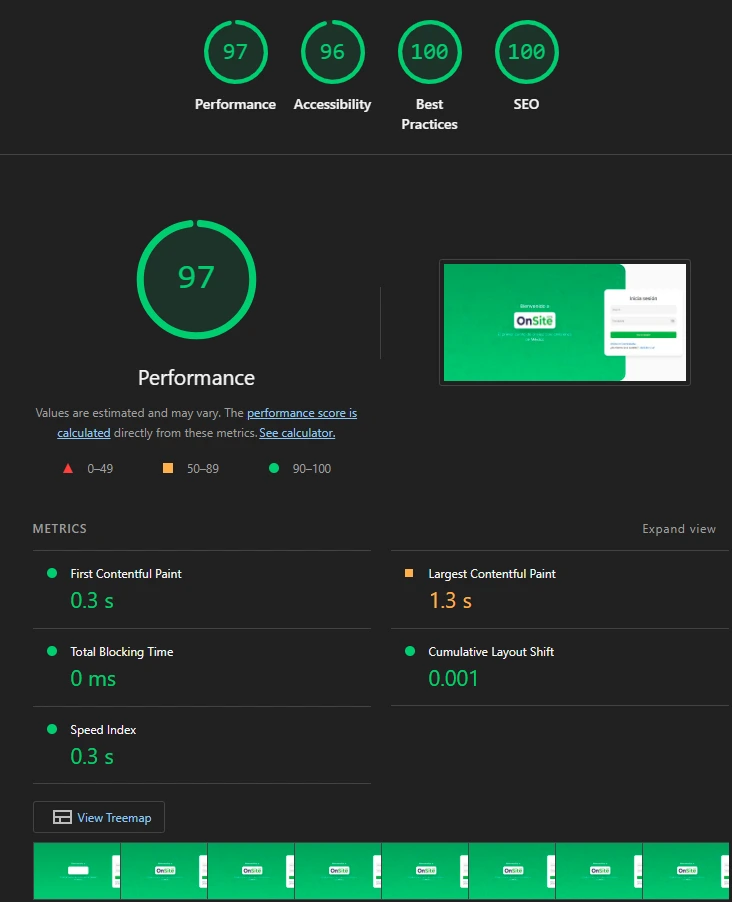 97
96
100
100
Performance
Accessibility
Best
Practices
SEO
97
Performance
Values are estimated and may vary. The performance score is
calculated directly from these metrics. See calculator.
0–49
50–89
90–100
Bienvenido a
OnSite
de México
Inicia sesión
METRICS
Expand view
First Contentful Paint
0.3 s
Largest Contentful Paint
1.3 s
Total Blocking Time
0 ms
Cumulative Layout Shift
0.001
Speed Index
0.3 s
View Treemap
OnSite
OnSite
OnSite
OnSite
OnSite
OnSite
OnSite